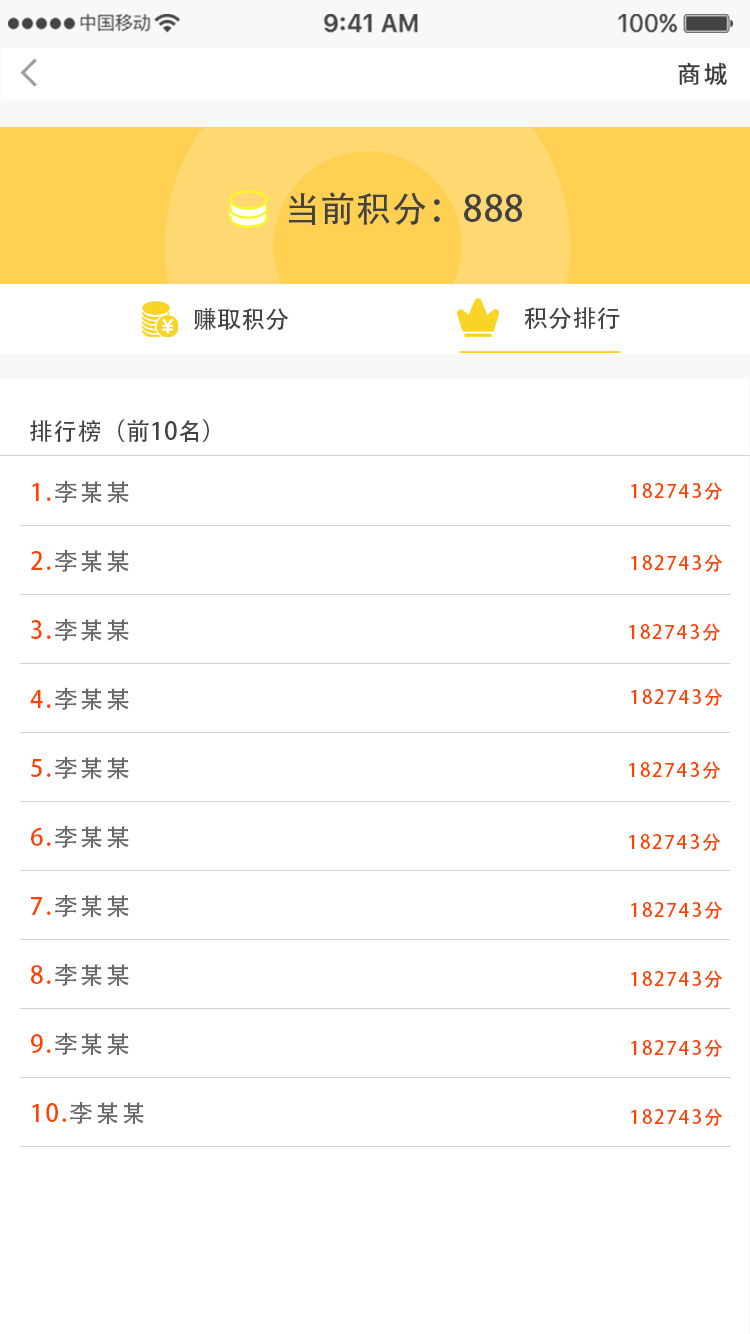 中国移动 9:41 AM 100%
商城
当前积分：888
赚取积分 积分排行
排行榜（前10名）
1.李某某 182743分
2.李某某 182743分
3.李某某 182743分
4.李某某 182743分
5.李某某 182743分
6.李某某 182743分
7.李某某 182743分
8.李某某 182743分
9.李某某 182743分
10.李某某 182743分